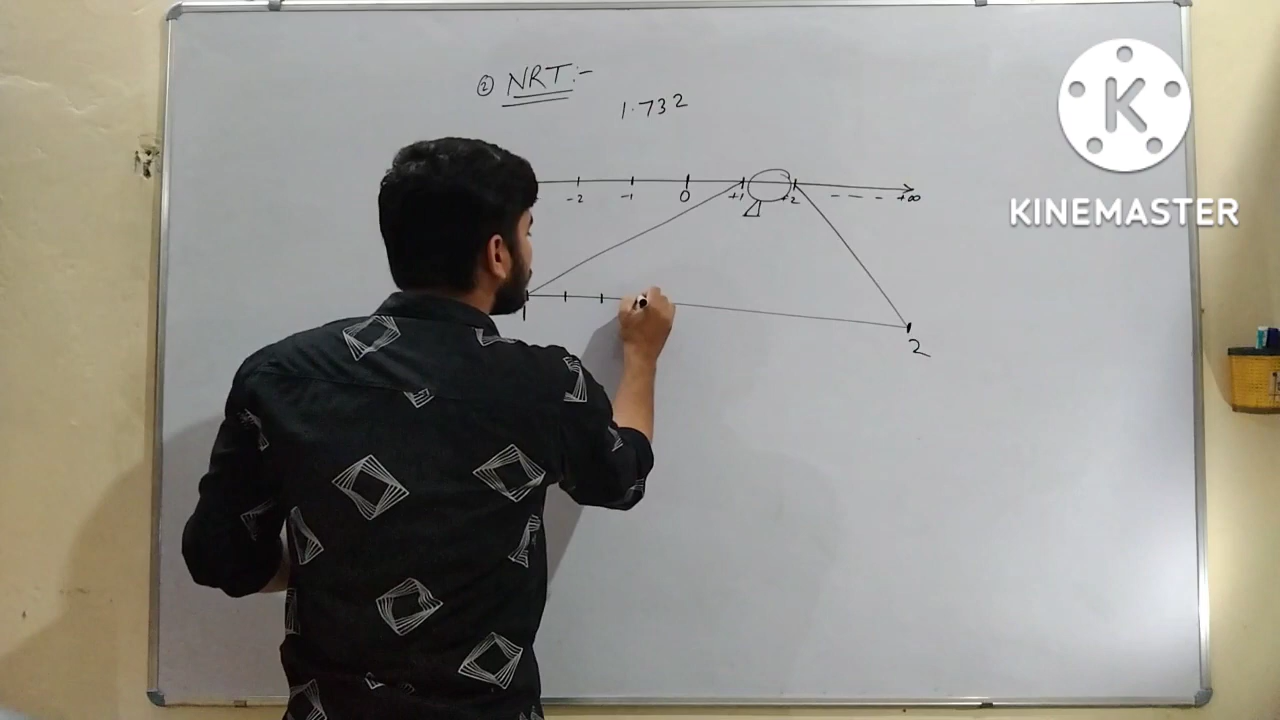 ② NRT:-
1.732
-2 -1 0 +1 +2 - - - +∞
1
2
K
KINEMASTER